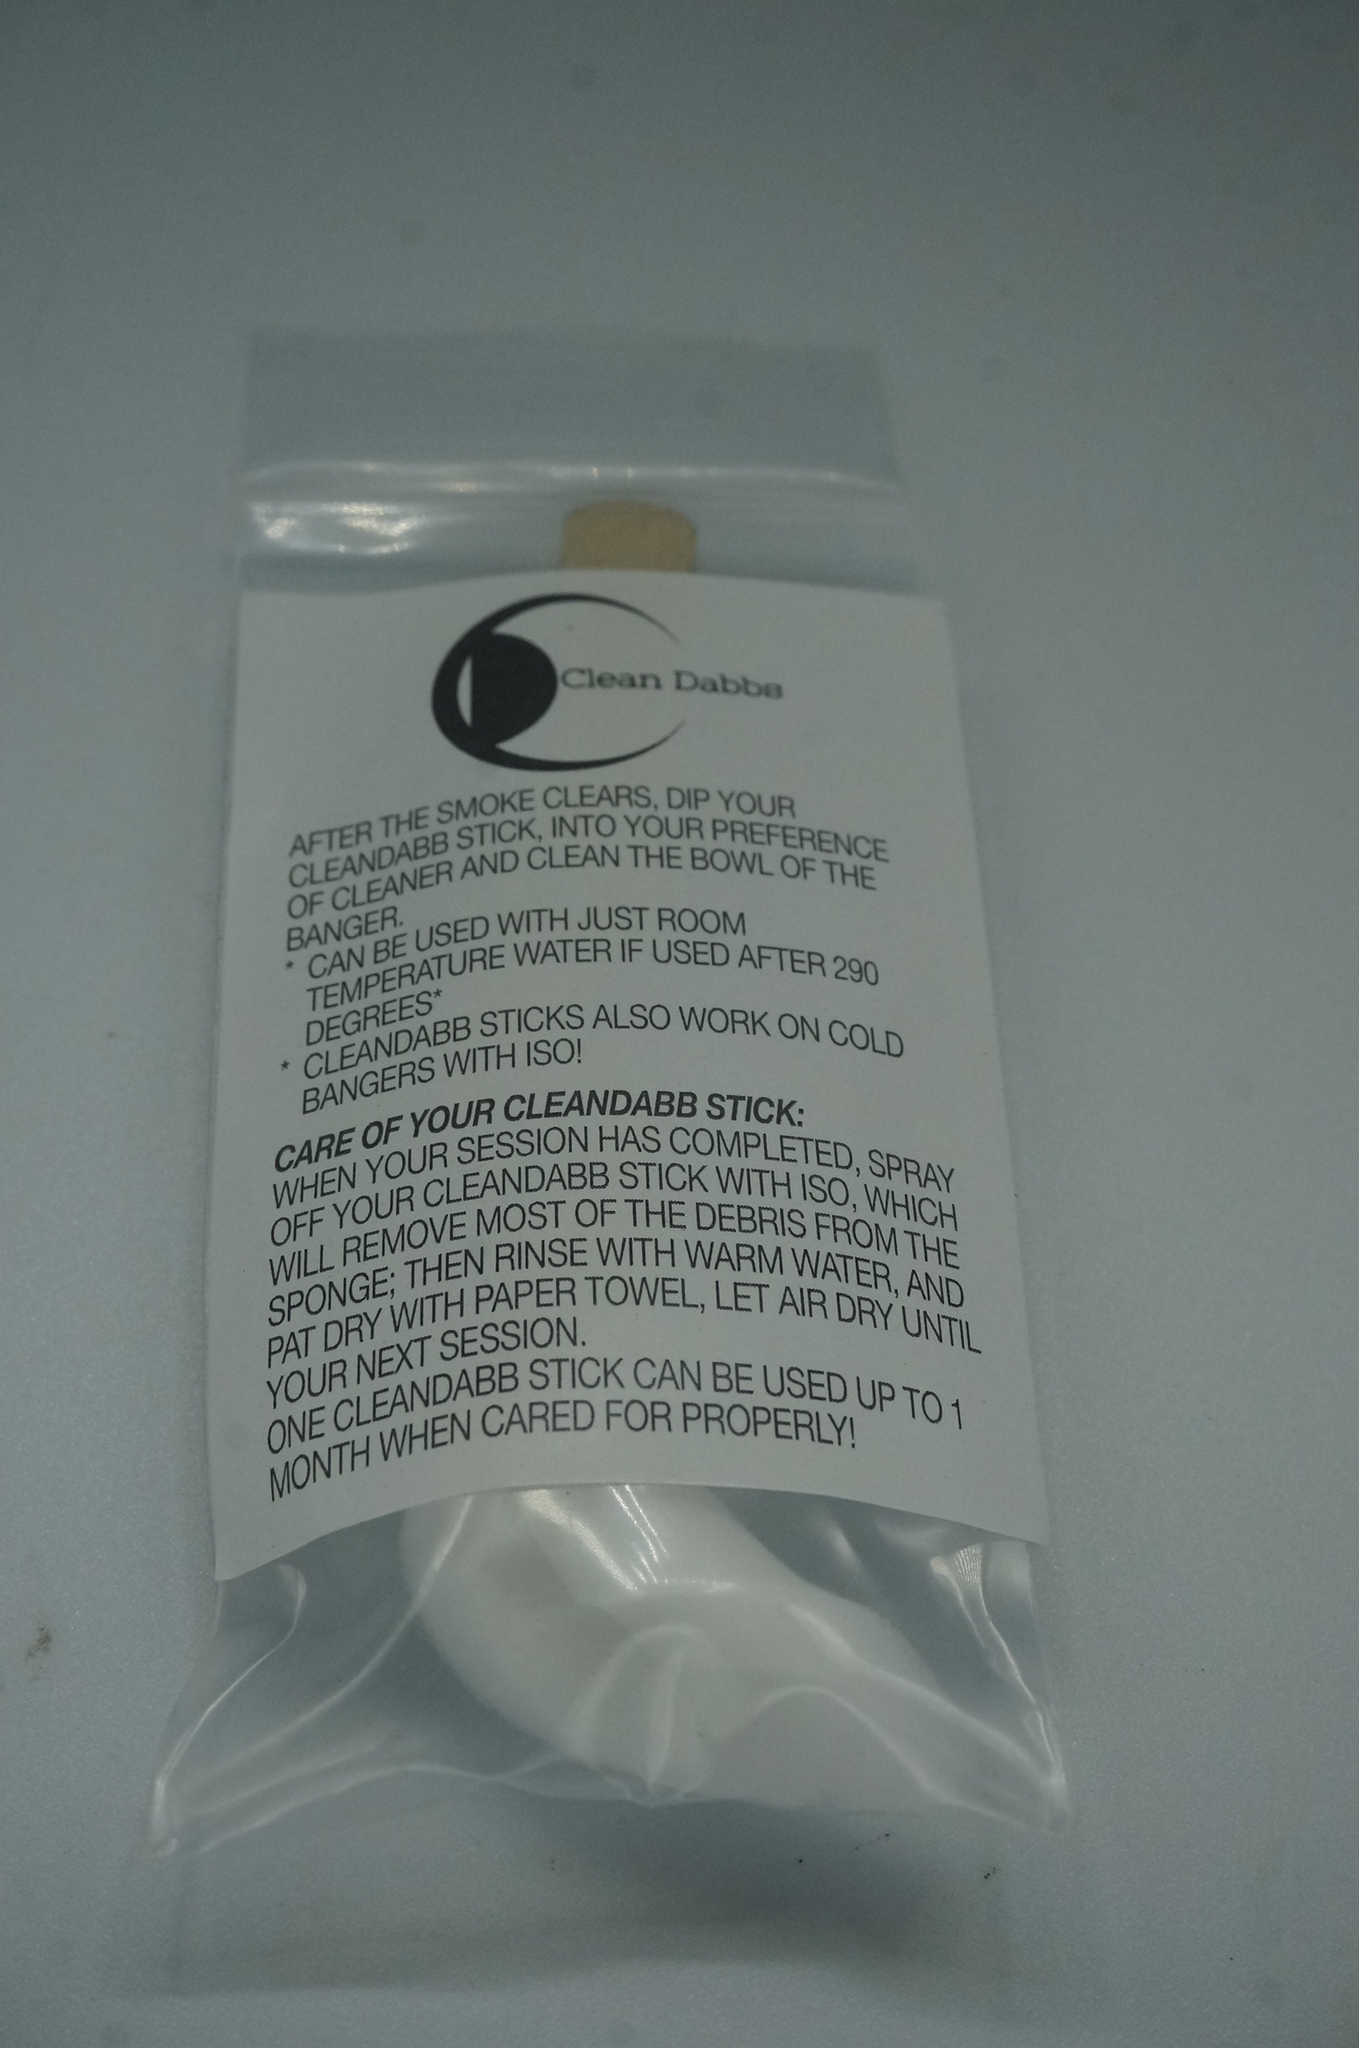 Clean Dabbs
AFTER THE SMOKE CLEARS, DIP YOUR
CLEANDABB STICK, INTO YOUR PREFERENCE
OF CLEANER AND CLEAN THE BOWL OF THE
BANGER.
* CAN BE USED WITH JUST ROOM
TEMPERATURE WATER IF USED AFTER 290
DEGREES*
* CLEANDABB STICKS ALSO WORK ON COLD
BANGERS WITH ISO!
CARE OF YOUR CLEANDABB STICK:
WHEN YOUR SESSION HAS COMPLETED, SPRAY
OFF YOUR CLEANDABB STICK WITH ISO, WHICH
WILL REMOVE MOST OF THE DEBRIS FROM THE
SPONGE; THEN RINSE WITH WARM WATER, AND
PAT DRY WITH PAPER TOWEL, LET AIR DRY UNTIL
YOUR NEXT SESSION.
ONE CLEANDABB STICK CAN BE USED UP TO 1
MONTH WHEN CARED FOR PROPERLY!